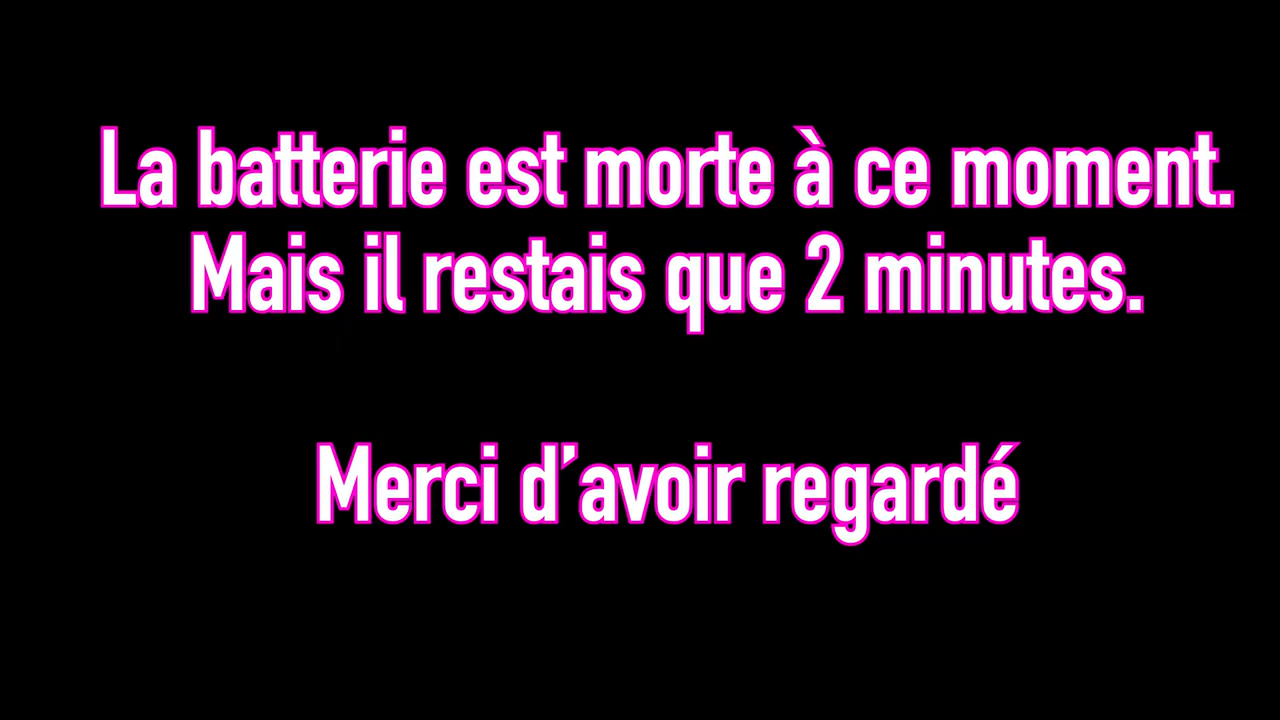 La batterie est morte à ce moment.
Mais il restais que 2 minutes.
Merci d’avoir regardé